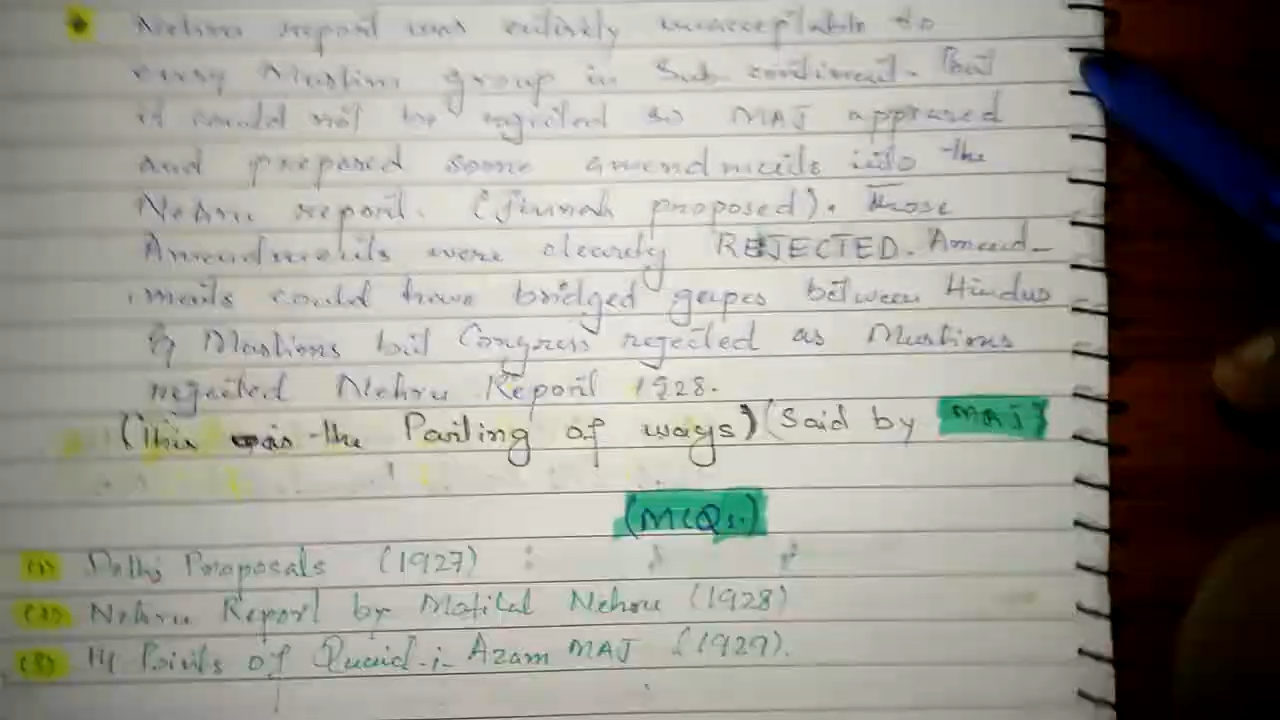 Nehru report was entirely unacceptable to
every Muslim group in Sub-continent. But
it could not be rejected so MAJ appeared
and prepared some amendments into the
Nehru report. (Jinnah proposed). Those
Amendments were clearly REJECTED. Amend-
ments could have bridged gapes between Hindus
& Muslims but Congress rejected as Muslims
rejected Nehru Report 1928.
(This is the Parting of ways) (Said by MAJ)
(MCQs.)
(1) Delhi Proposals (1927)
(2) Nehru Report by Motilal Nehru (1928)
(3) 14 Points of Quaid-i-Azam MAJ (1929).